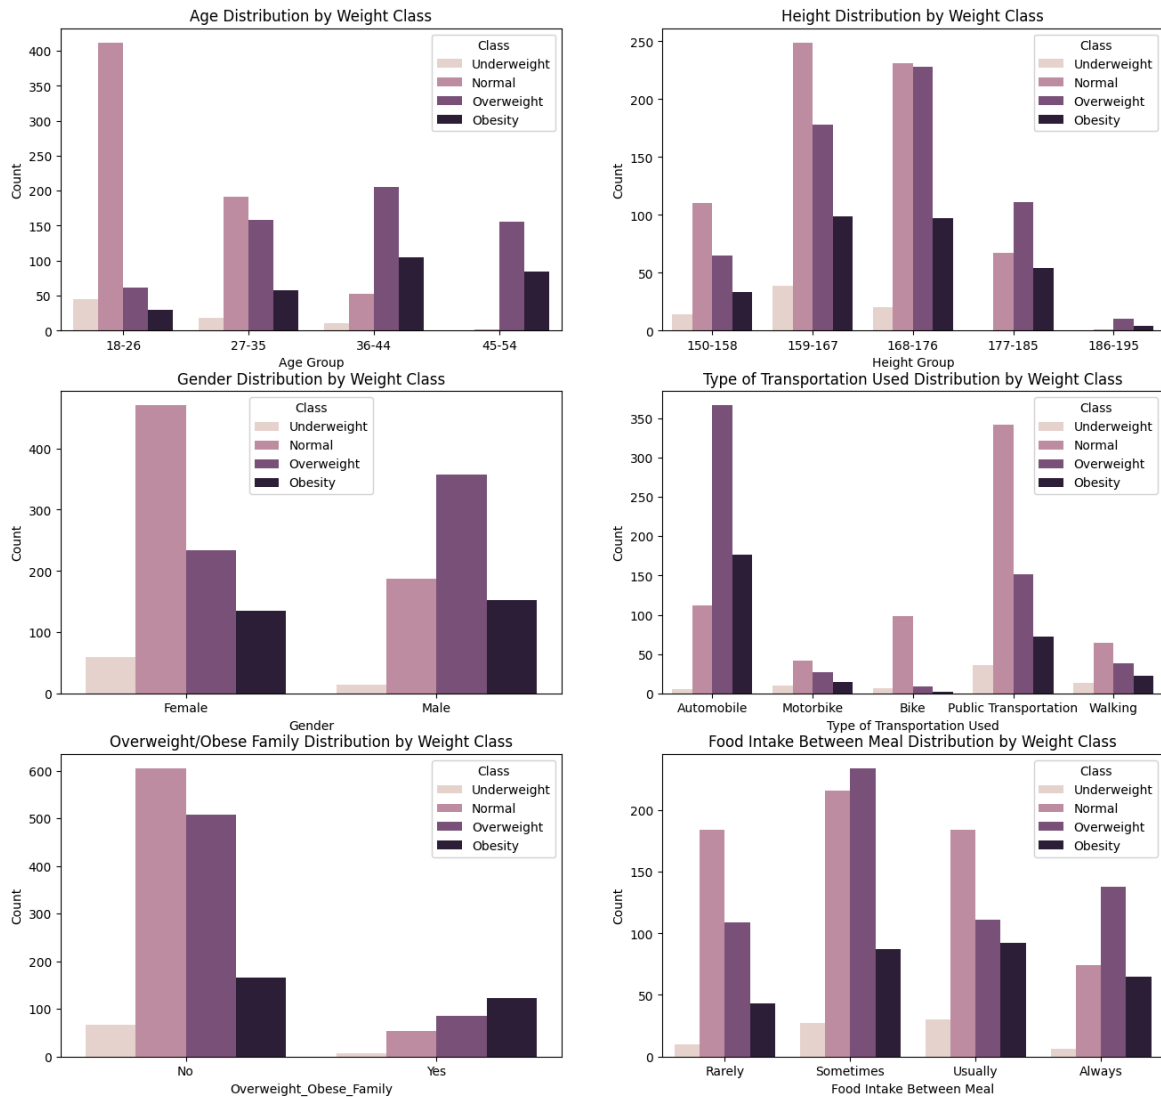 Age Distribution by Weight Class
Count
400
350
300
250
200
150
100
50
0
Class
Underweight
Normal
Overweight
Obesity
18-26 27-35 36-44 45-54
Age Group
Height Distribution by Weight Class
Count
250
200
150
100
50
0
Class
Underweight
Normal
Overweight
Obesity
150-158 159-167 168-176 177-185 186-195
Height Group
Gender Distribution by Weight Class
Count
400
300
200
100
0
Class
Underweight
Normal
Overweight
Obesity
Female Male
Gender
Type of Transportation Used Distribution by Weight Class
Count
350
300
250
200
150
100
50
0
Class
Underweight
Normal
Overweight
Obesity
Automobile Motorbike Bike Public Transportation Walking
Type of Transportation Used
Overweight/Obese Family Distribution by Weight Class
Count
600
500
400
300
200
100
0
Class
Underweight
Normal
Overweight
Obesity
No Yes
Overweight_Obese_Family
Food Intake Between Meal Distribution by Weight Class
Count
200
150
100
50
0
Class
Underweight
Normal
Overweight
Obesity
Rarely Sometimes Usually Always
Food Intake Between Meal